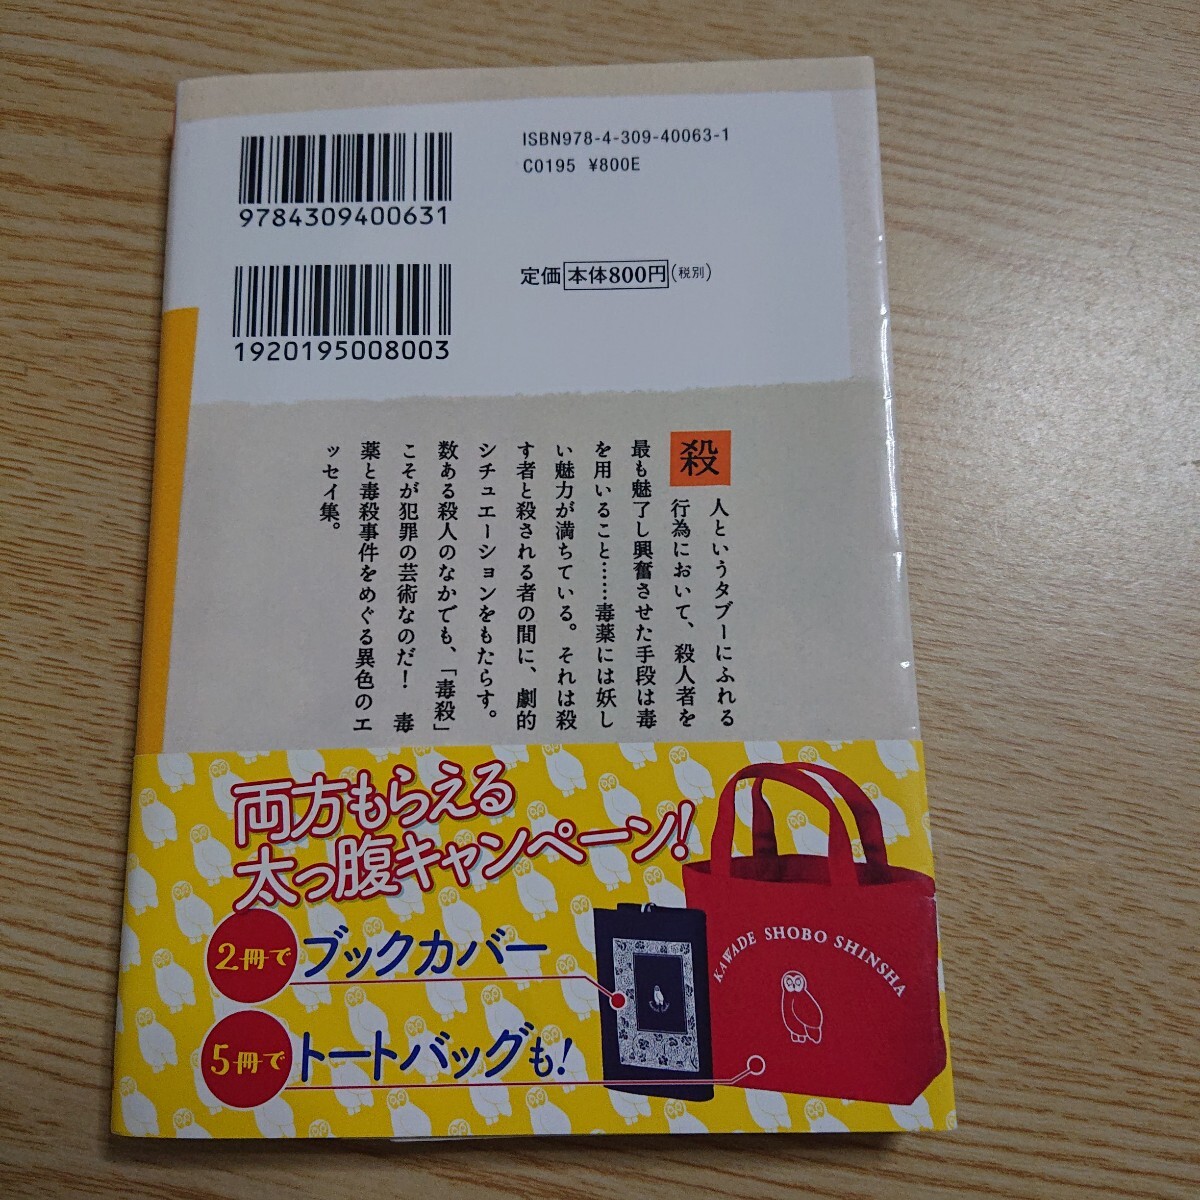 ISBN978-4-309-40063-1
C0195 ¥800E
9784309400631
定価 本体800円(税別)
1920195008003
殺人というタブーにふれる
行為において、殺人者を
最も魅了し興奮させた手段は毒
を用いること……毒薬には妖し
い魅力が満ちている。それは殺
す者と殺される者の間に、劇的
シチュエーションをもたらす。
数ある殺人のなかでも、「毒殺」
こそが犯罪の芸術なのだ！　毒
薬と毒殺事件をめぐる異色のエ
ッセイ集。
両方もらえる
太っ腹キャンペーン!
2冊で ブックカバー
5冊で トートバッグも!
KAWADE SHOBO SHINSHA